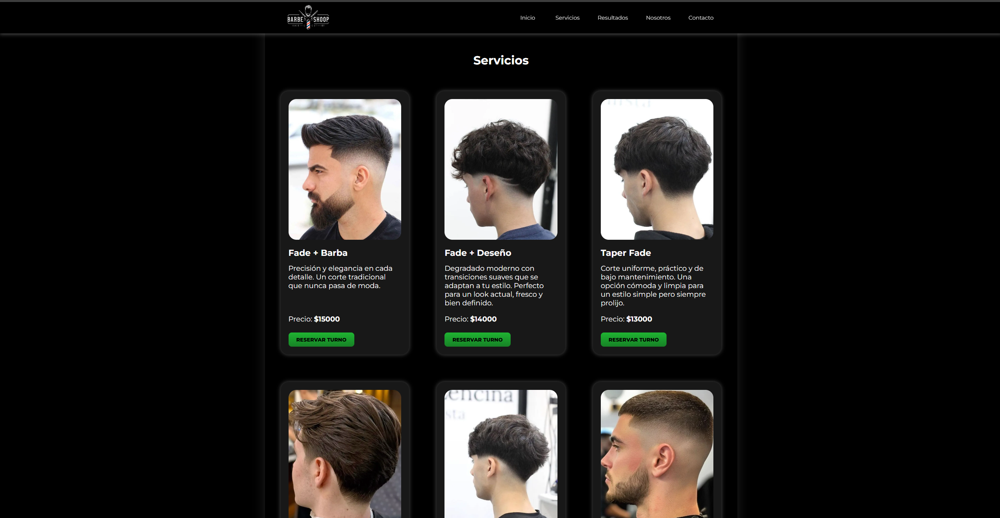 BARBE SHOOP
Inicio
Servicios
Resultados
Nosotros
Contacto
Servicios
Fade + Barba
Precisión y elegancia en cada
detalle. Un corte tradicional
que nunca pasa de moda.
Precio: $15000
RESERVAR TURNO
Fade + Deseño
Degradado moderno con
transiciones suaves que se
adaptan a tu estilo. Perfecto
para un look actual, fresco y
bien definido.
Precio: $14000
RESERVAR TURNO
Taper Fade
Corte uniforme, práctico y de
bajo mantenimiento. Una
opción cómoda y limpia para
un estilo simple pero siempre
prolijo.
Precio: $13000
RESERVAR TURNO